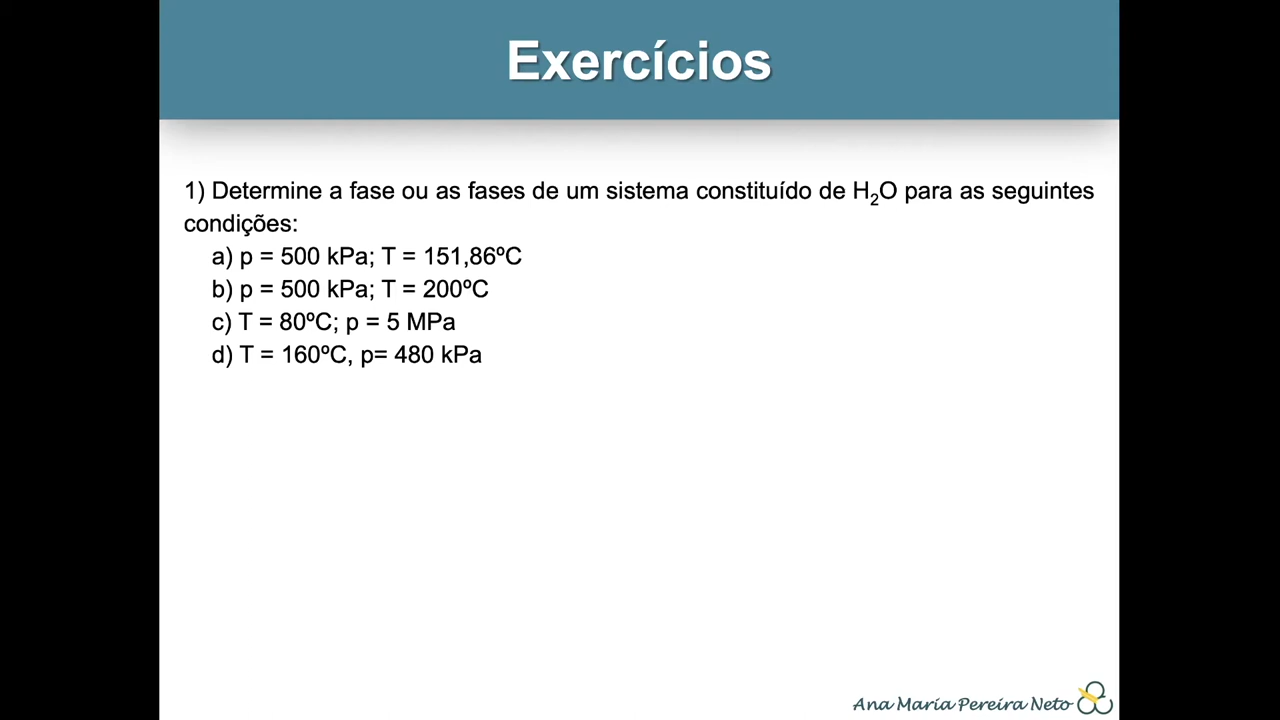 Exercícios
1) Determine a fase ou as fases de um sistema constituído de H₂O para as seguintes
condições:
a) p = 500 kPa; T = 151,86ºC
b) p = 500 kPa; T = 200ºC
c) T = 80ºC; p = 5 MPa
d) T = 160ºC, p= 480 kPa
Ana Maria Pereira Neto